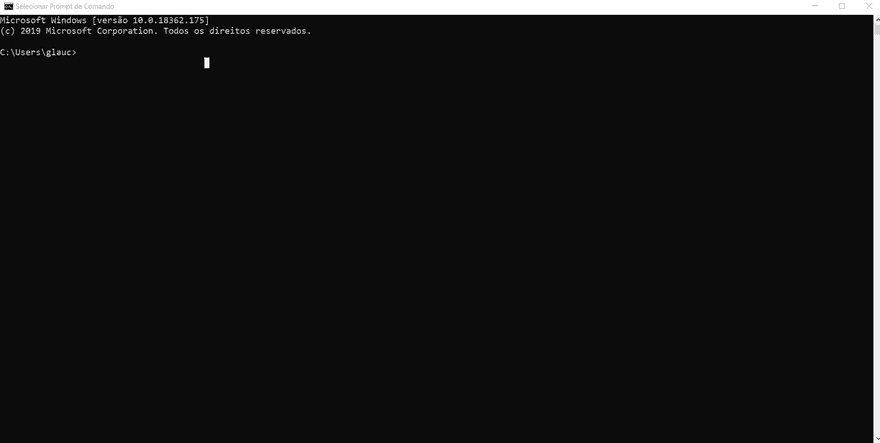 Selecionar Prompt de Comando
Microsoft Windows [versão 10.0.18362.175]
(c) 2019 Microsoft Corporation. Todos os direitos reservados.
C:\Users\glauc>